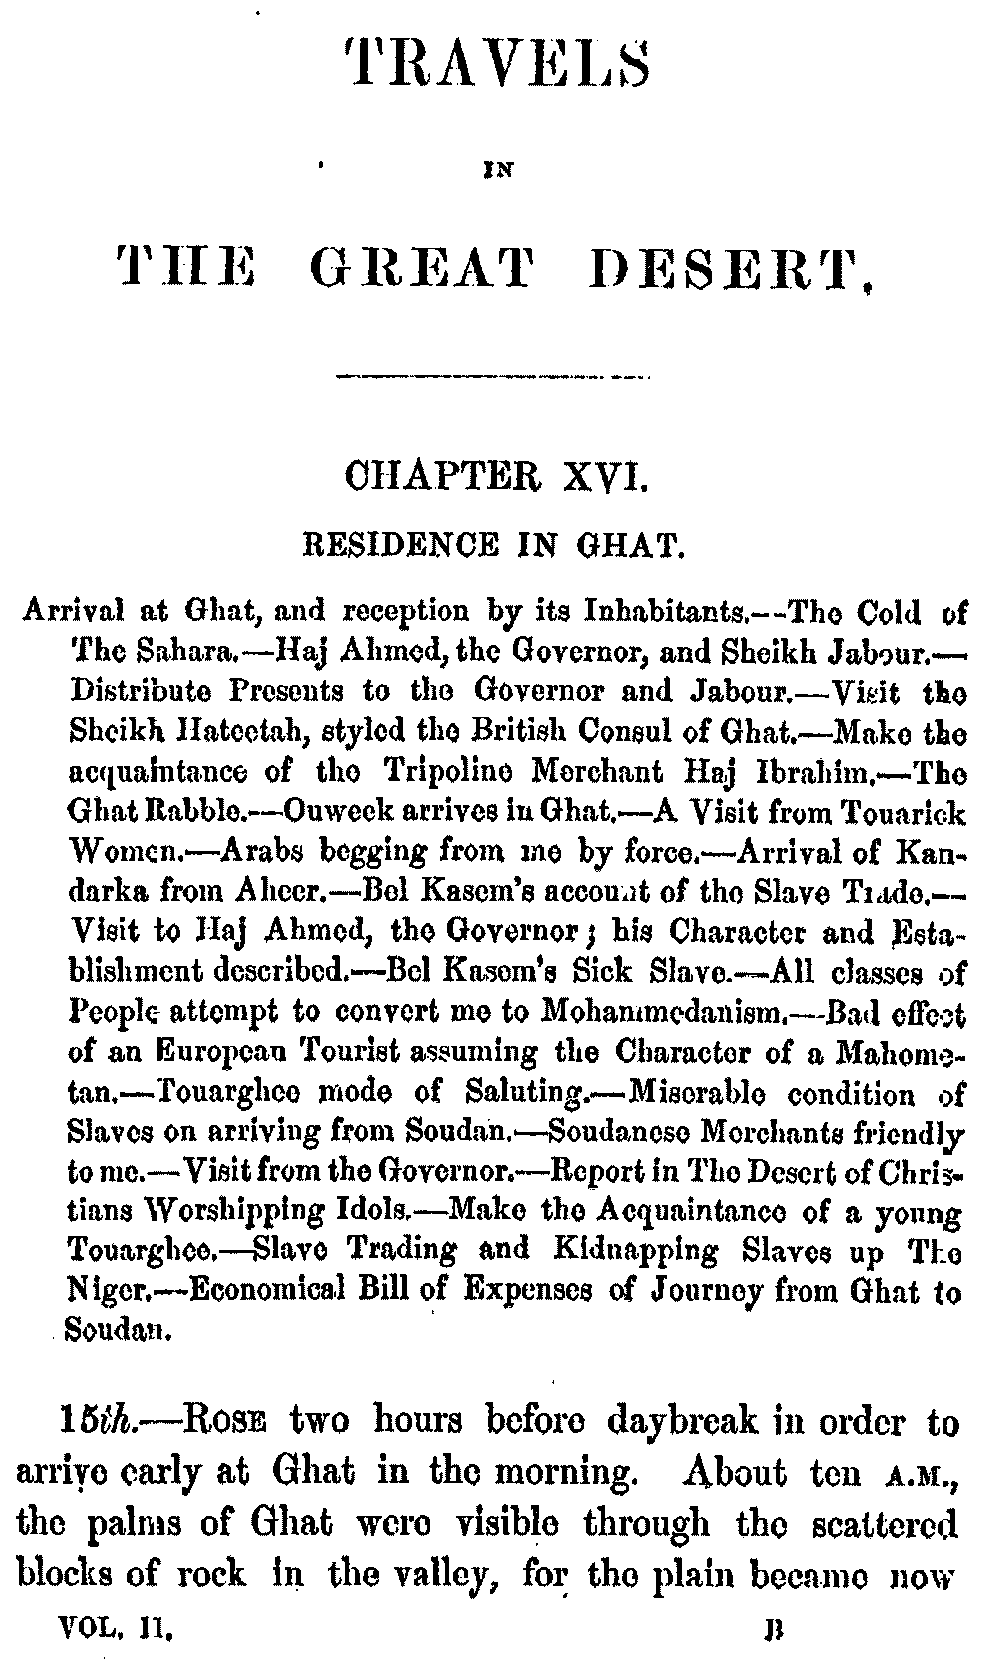 TRAVELS
IN
THE GREAT DESERT.
CHAPTER XVI.
RESIDENCE IN GHAT.
Arrival at Ghat, and reception by its Inhabitants.—The Cold of
The Sahara.—Haj Ahmed, the Governor, and Sheikh Jabour.—
Distribute Presents to the Governor and Jabour.—Visit the
Sheikh Hateetah, styled the British Consul of Ghat.—Make the
acquaintance of the Tripoline Merchant Haj Ibrahim.—The
Ghat Rabble.—Ouweek arrives in Ghat.—A Visit from Touarick
Women.—Arabs begging from me by force.—Arrival of Kan-
darka from Aheer.—Bel Kasem's account of the Slave Trade.—
Visit to Haj Ahmed, the Governor; his Character and Esta-
blishment described.—Bel Kasem's Sick Slave.—All classes of
People attempt to convert me to Mohammedanism.—Bad effect
of an European Tourist assuming the Character of a Mahome-
tan.—Touarghee mode of Saluting.—Miserable condition of
Slaves on arriving from Soudan.—Soudanese Merchants friendly
to me.—Visit from the Governor.—Report in The Desert of Chris-
tians Worshipping Idols.—Make the Acquaintance of a young
Touarghee.—Slave Trading and Kidnapping Slaves up The
Niger.—Economical Bill of Expenses of Journey from Ghat to
Soudan.
15th.—ROSE two hours before daybreak in order to
arrive early at Ghat in the morning. About ten A.M.,
the palms of Ghat were visible through the scattered
blocks of rock in the valley, for the plain became now
VOL. II. B